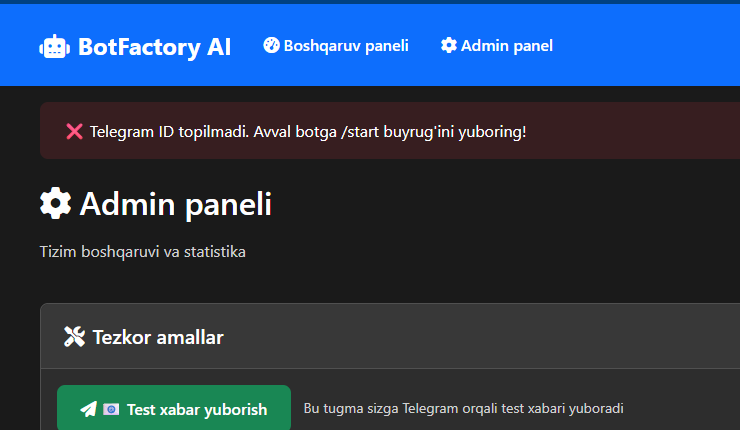 BotFactory AI Boshqaruv paneli Admin panel
❌ Telegram ID topilmadi. Avval botga /start buyrug'ini yuboring!
Admin paneli
Tizim boshqaruvi va statistika
Tezkor amallar
Test xabar yuborish Bu tugma sizga Telegram orqali test xabari yuboradi